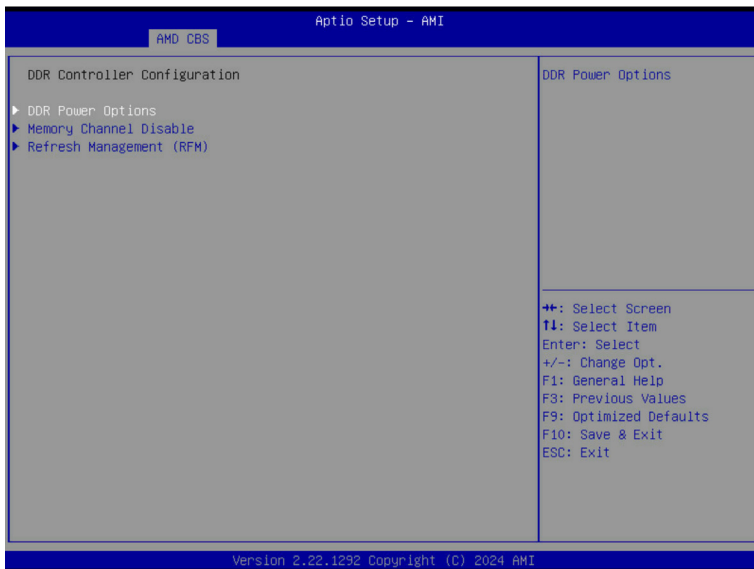 Aptio Setup – AMI
AMD CBS
DDR Controller Configuration
DDR Power Options
Memory Channel Disable
Refresh Management (RFM)
DDR Power Options
→←: Select Screen
↑↓: Select Item
Enter: Select
+/-: Change Opt.
F1: General Help
F3: Previous Values
F9: Optimized Defaults
F10: Save & Exit
ESC: Exit
Version 2.22.1292 Copyright (C) 2024 AMI